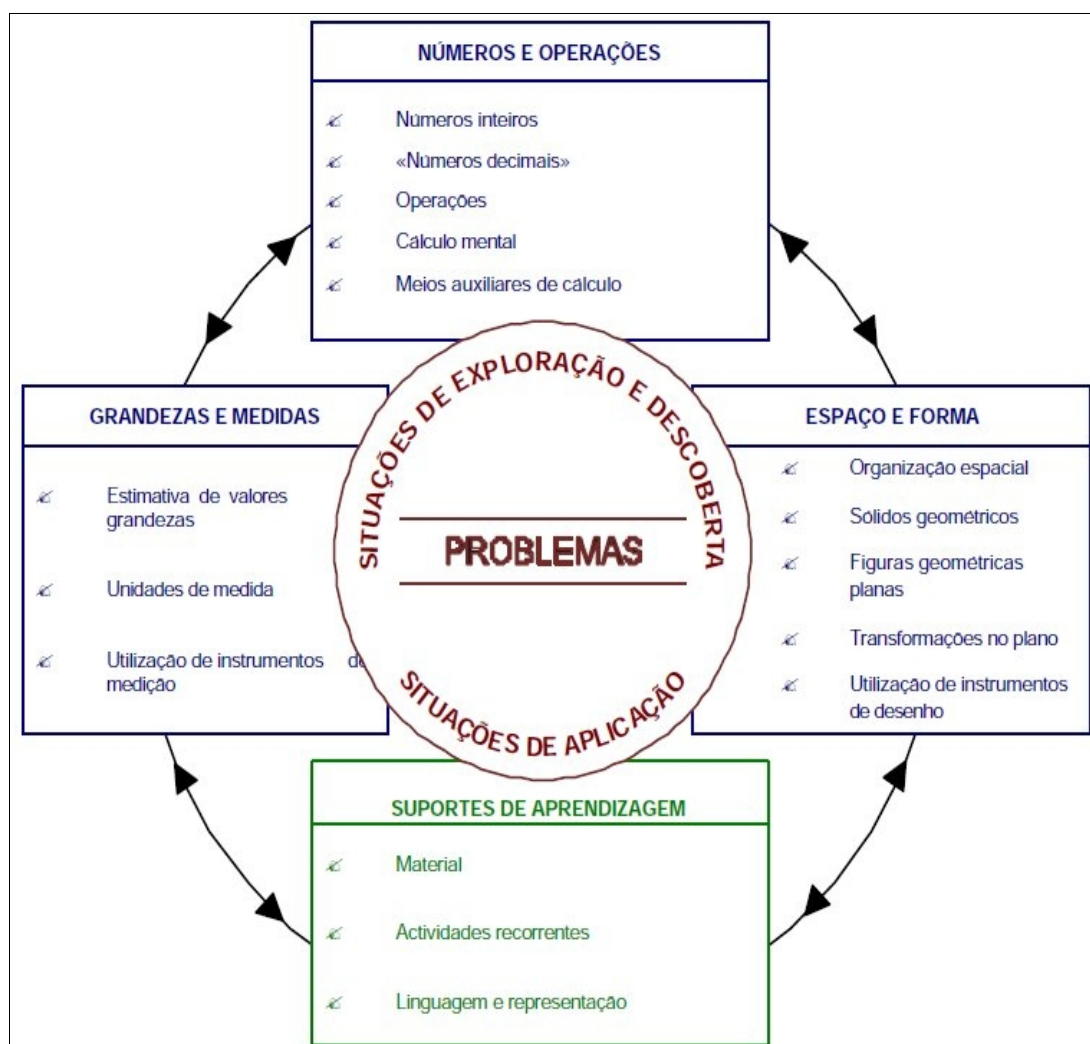 NÚMEROS E OPERAÇÕES
Números inteiros
«Números decimais»
Operações
Cálculo mental
Meios auxiliares de cálculo
GRANDEZAS E MEDIDAS
Estimativa de valores
grandezas
Unidades de medida
Utilização de instrumentos de
medição
SITUAÇÕES DE EXPLORAÇÃO E DESCOBERTA
PROBLEMAS
SITUAÇÕES DE APLICAÇÃO
ESPAÇO E FORMA
Organização espacial
Sólidos geométricos
Figuras geométricas
planas
Transformações no plano
Utilização de instrumentos
de desenho
SUPORTES DE APRENDIZAGEM
Material
Actividades recorrentes
Linguagem e representação